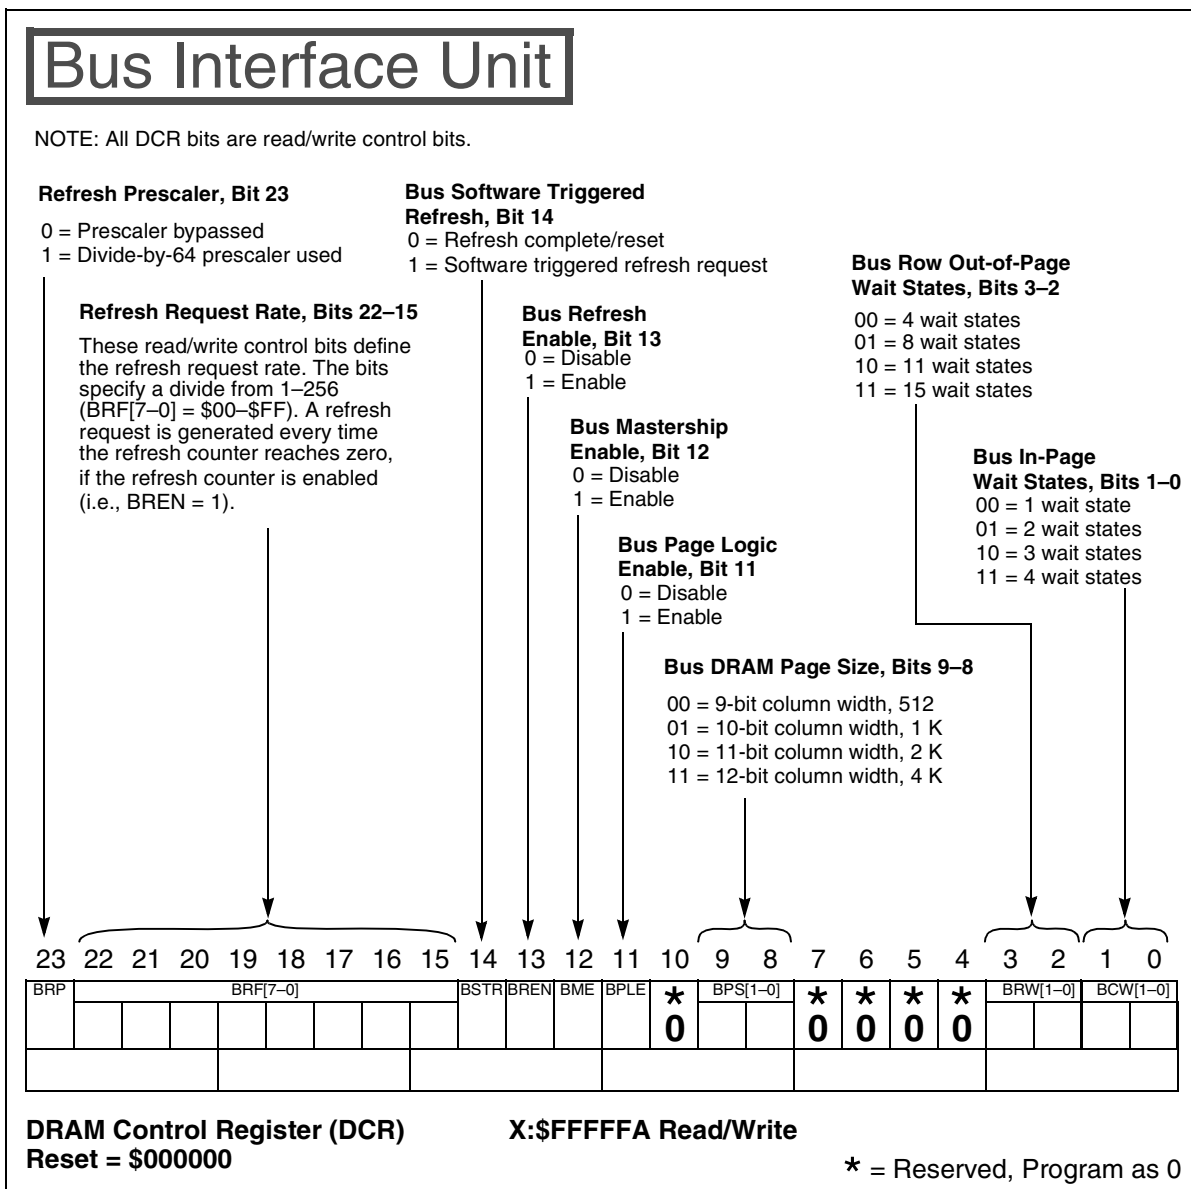 Bus Interface Unit
NOTE: All DCR bits are read/write control bits.
Refresh Prescaler, Bit 23
0 = Prescaler bypassed
1 = Divide-by-64 prescaler used
Bus Software Triggered
Refresh, Bit 14
0 = Refresh complete/reset
1 = Software triggered refresh request
Refresh Request Rate, Bits 22–15
These read/write control bits define
the refresh request rate. The bits
specify a divide from 1–256
(BRF[7–0] = $00–$FF). A refresh
request is generated every time
the refresh counter reaches zero,
if the refresh counter is enabled
(i.e., BREN = 1).
Bus Refresh
Enable, Bit 13
0 = Disable
1 = Enable
Bus Mastership
Enable, Bit 12
0 = Disable
1 = Enable
Bus Page Logic
Enable, Bit 11
0 = Disable
1 = Enable
Bus Row Out-of-Page
Wait States, Bits 3–2
00 = 4 wait states
01 = 8 wait states
10 = 11 wait states
11 = 15 wait states
Bus In-Page
Wait States, Bits 1–0
00 = 1 wait state
01 = 2 wait states
10 = 3 wait states
11 = 4 wait states
Bus DRAM Page Size, Bits 9–8
00 = 9-bit column width, 512
01 = 10-bit column width, 1 K
10 = 11-bit column width, 2 K
11 = 12-bit column width, 4 K
23 22 21 20 19 18 17 16 15 14 13 12 11 10 9 8 7 6 5 4 3 2 1 0
BRP BRF[7–0] BSTR BREN BME BPLE * BPS[1–0] * * * * BRW[1–0] BCW[1–0]
0 0 0 0 0
DRAM Control Register (DCR) X:$FFFFFA Read/Write
Reset = $000000
* = Reserved, Program as 0